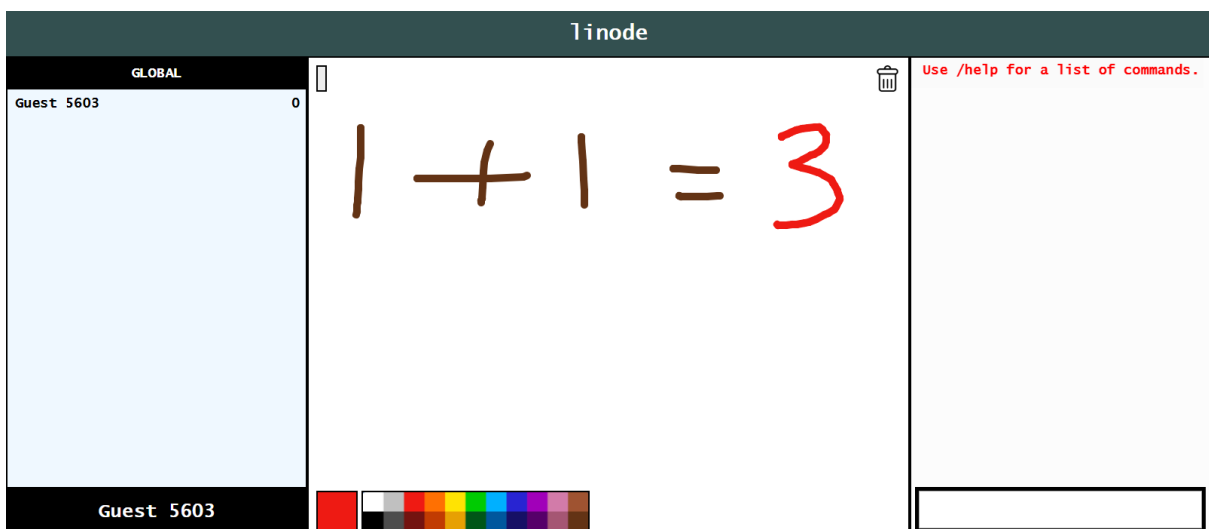 linode
GLOBAL
Guest 5603 0
1 + 1 = 3
Use /help for a list of commands.
Guest 5603